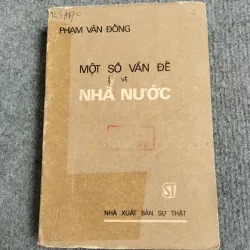 PHẠM VĂN ĐỒNG
MỘT SỐ VẤN ĐỀ
VỀ
NHÀ NƯỚC
ST
NHÀ XUẤT BẢN SỰ THẬT